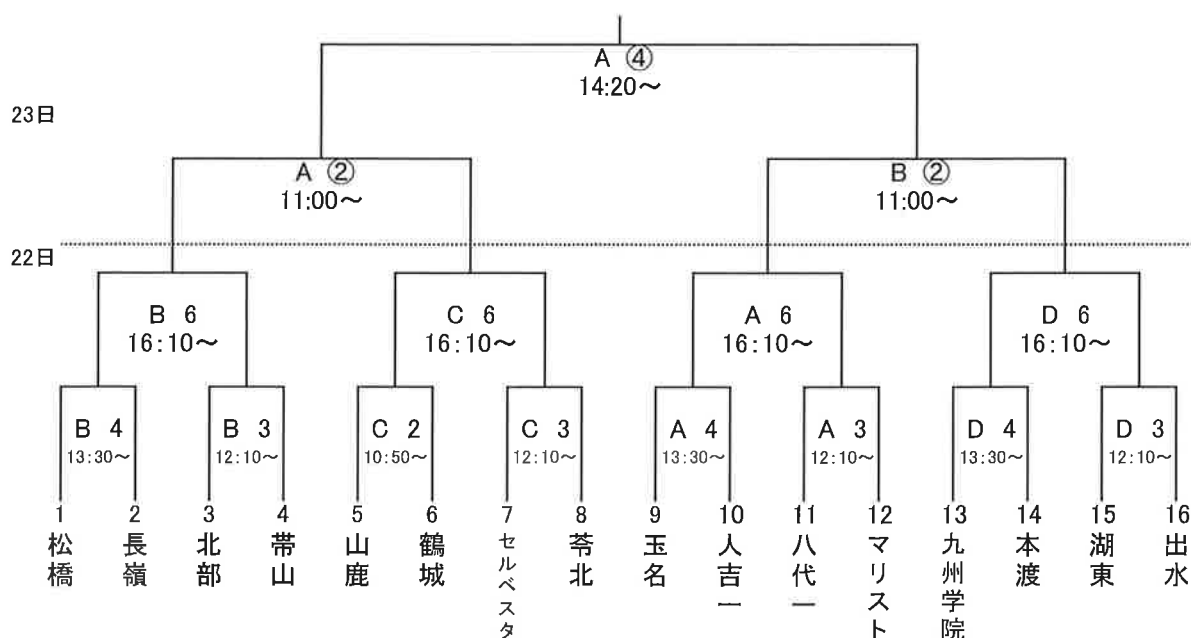 A ④
14:20～
23日
A ② B ②
11:00～ 11:00～
22日
B 6 C 6 A 6 D 6
16:10～ 16:10～ 16:10～ 16:10～
B 4 B 3 C 2 C 3 A 4 A 3 D 4 D 3
13:30～ 12:10～ 10:50～ 12:10～ 13:30～ 12:10～ 13:30～ 12:10～
1 2 3 4 5 6 7 8 9 10 11 12 13 14 15 16
松橋
長嶺
北部
帯山
山鹿
鶴城
セルベスタ
苓北
玉名
人吉一
八代一
マリスト
九州学院
本渡
湖東
出水